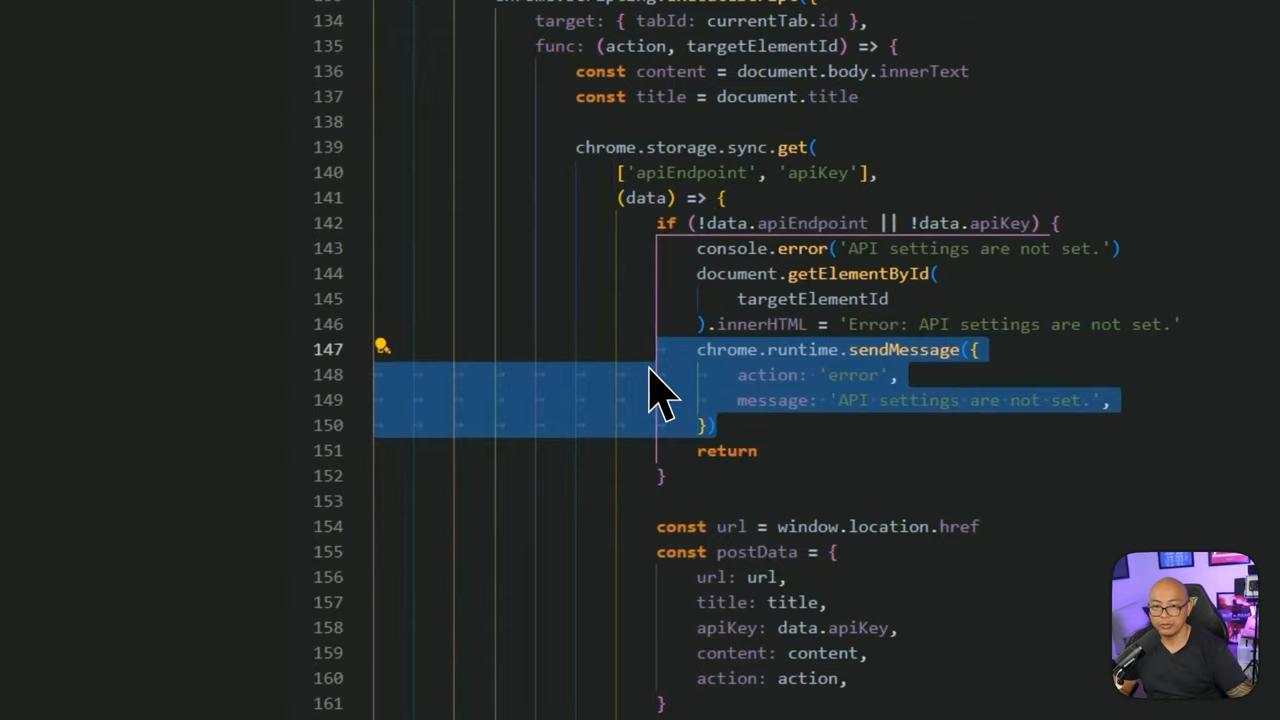 134 target: { tabId: currentTab.id },
135 func: (action, targetElementId) => {
136 const content = document.body.innerText
137 const title = document.title
138
139 chrome.storage.sync.get(
140 ['apiEndpoint', 'apiKey'],
141 (data) => {
142 if (!data.apiEndpoint || !data.apiKey) {
143 console.error('API settings are not set.')
144 document.getElementById(
145 targetElementId
146 ).innerHTML = 'Error: API settings are not set.'
147 chrome.runtime.sendMessage({
148 action: 'error',
149 message: 'API settings are not set.',
150 })
151 return
152 }
153
154 const url = window.location.href
155 const postData = {
156 url: url,
157 title: title,
158 apiKey: data.apiKey,
159 content: content,
160 action: action,
161 }